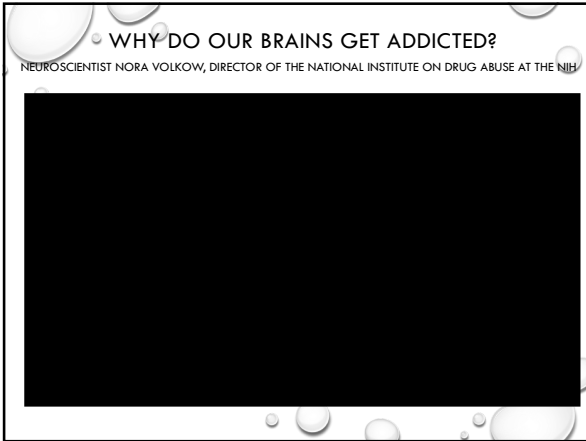 WHY DO OUR BRAINS GET ADDICTED?
NEUROSCIENTIST NORA VOLKOW, DIRECTOR OF THE NATIONAL INSTITUTE ON DRUG ABUSE AT THE NIH